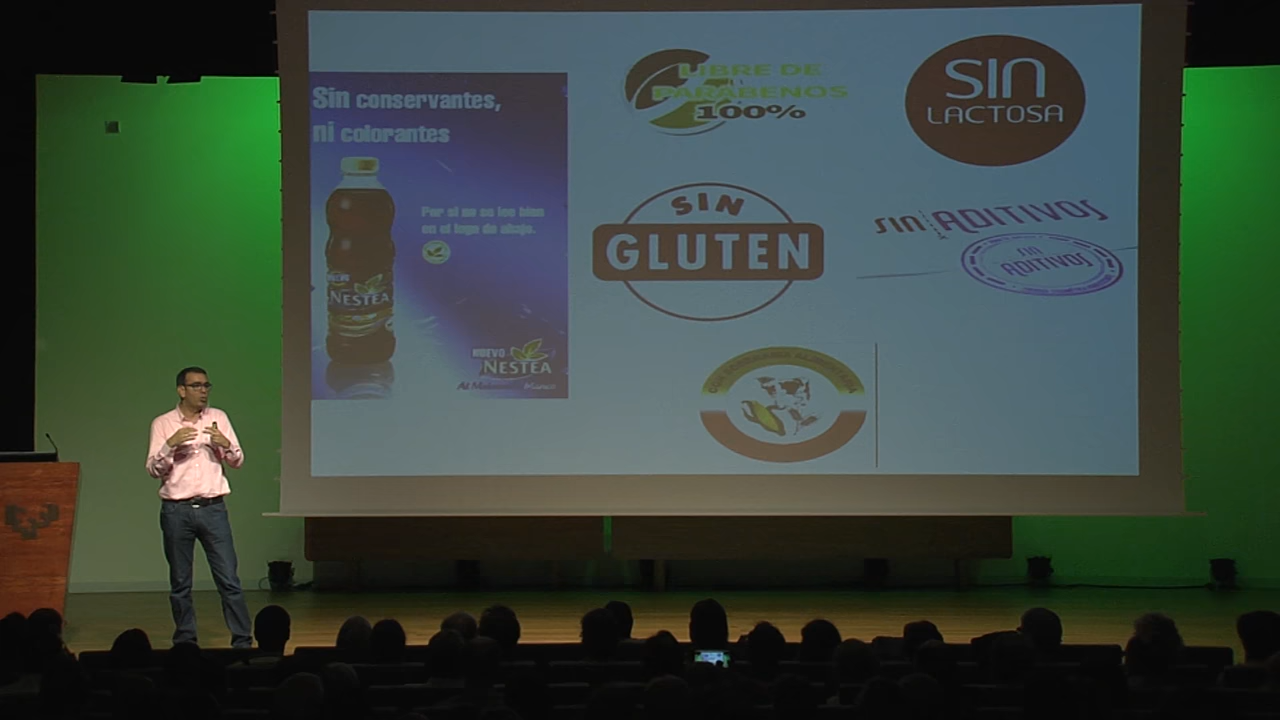 Sin conservantes,
ni colorantes
Por si no se lee bien
en el logo de abajo.
NESTEA
NUEVO
NESTEA
LIBRE DE
PARABENOS
100%
SIN
LACTOSA
SIN
GLUTEN
SIN ADITIVOS
SIN
ADITIVOS